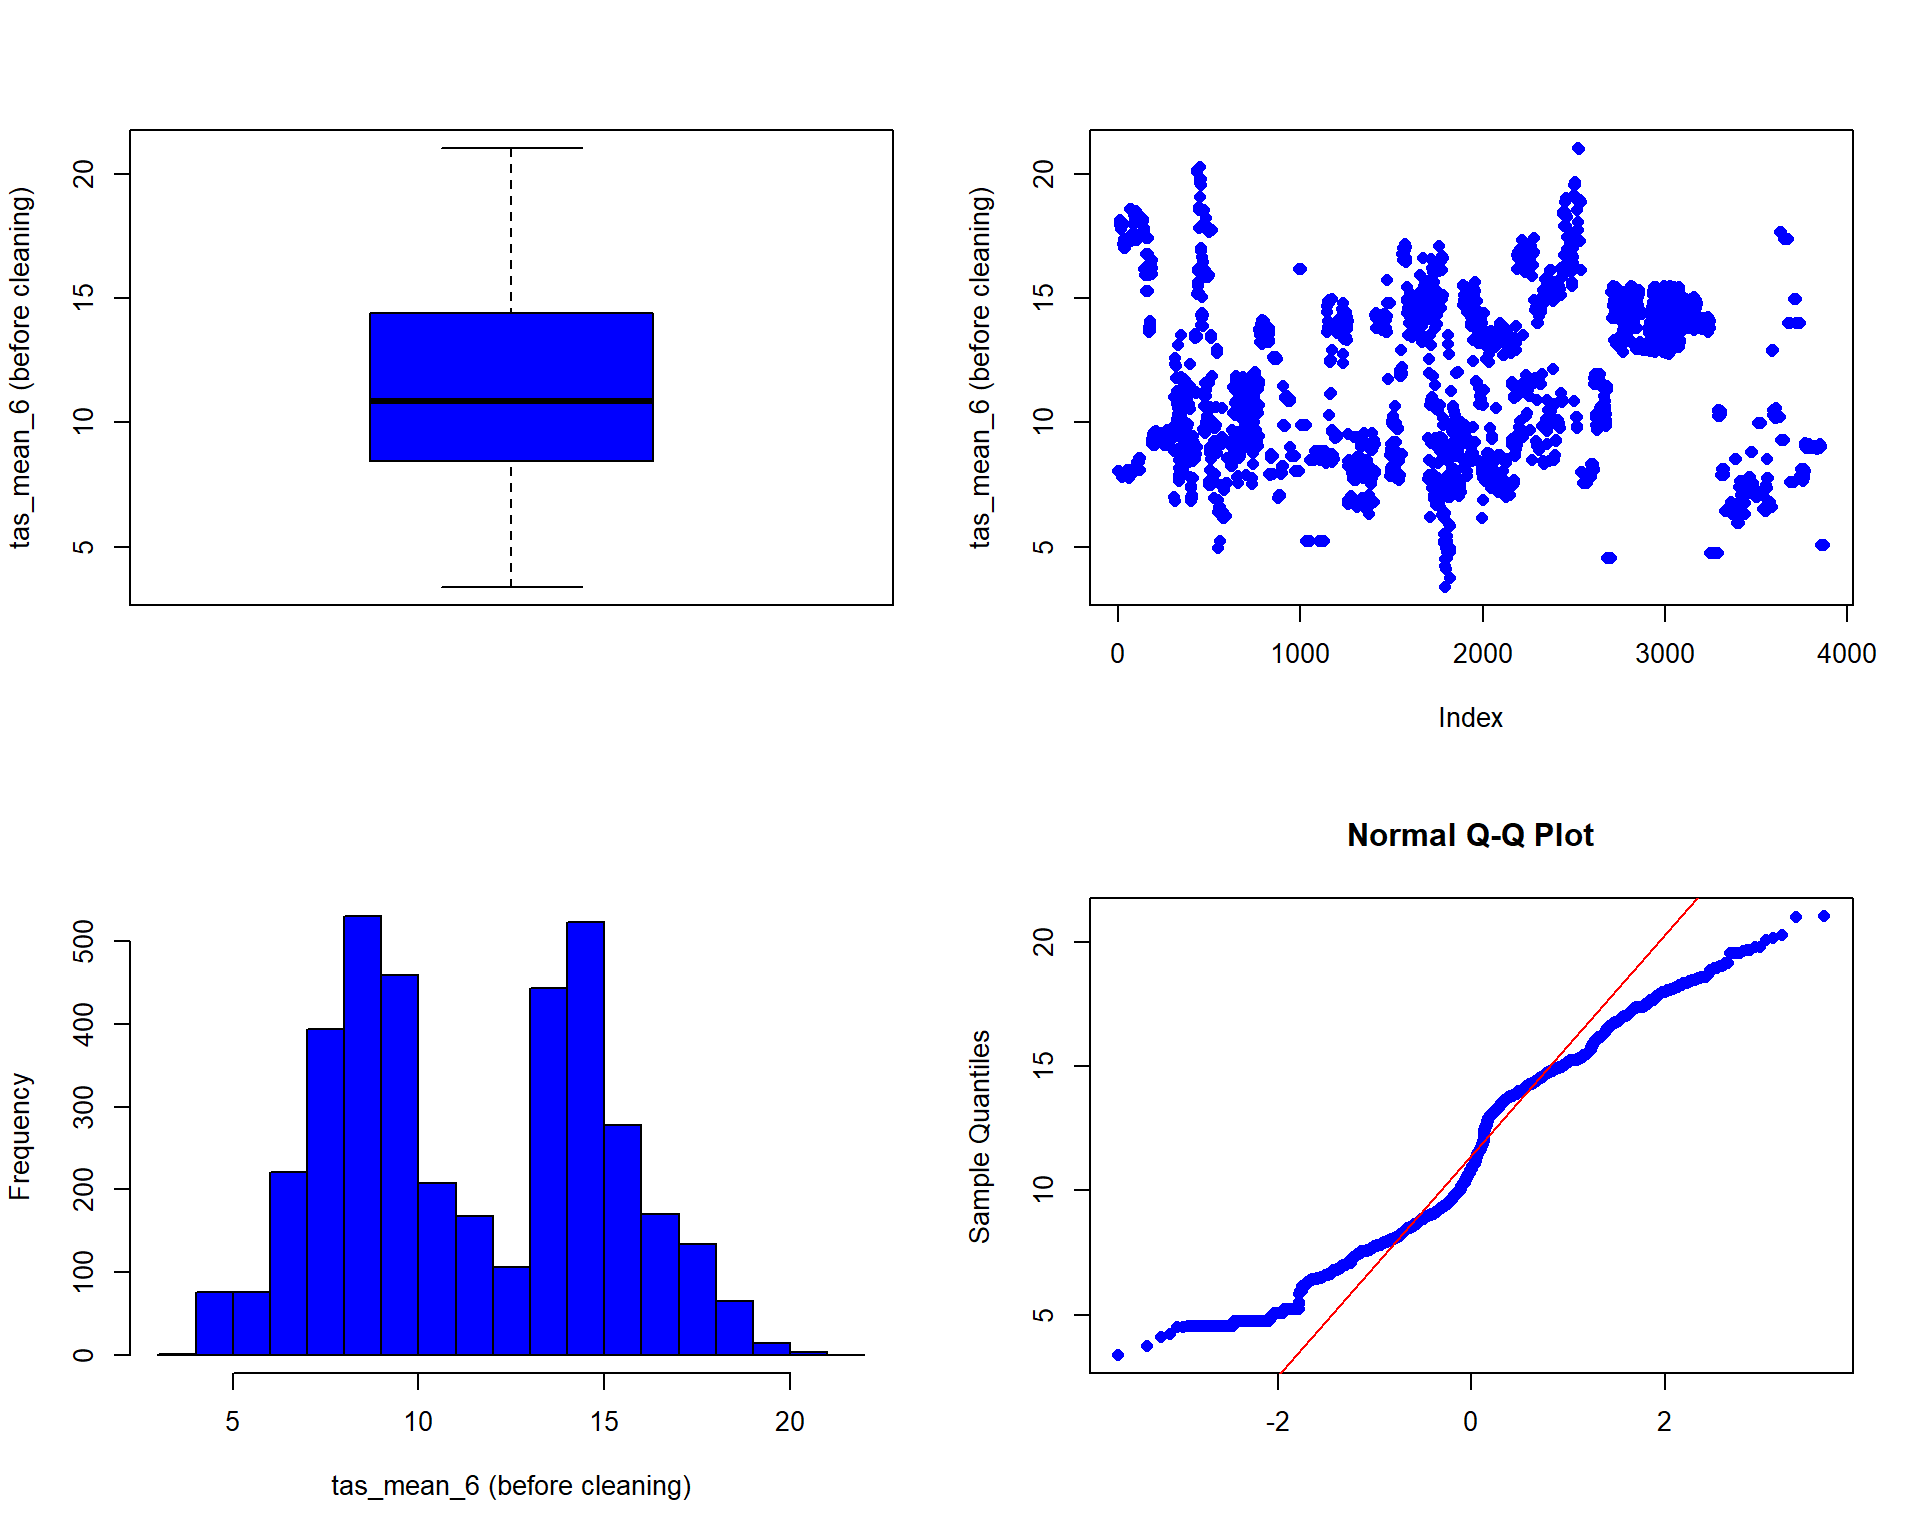 tas_mean_6 (before cleaning)
20
15
10
5
tas_mean_6 (before cleaning)
20
15
10
5
0 1000 2000 3000 4000
Index
Frequency
500
400
300
200
100
0
5 10 15 20
tas_mean_6 (before cleaning)
Normal Q-Q Plot
Sample Quantiles
20
15
10
5
-2 0 2